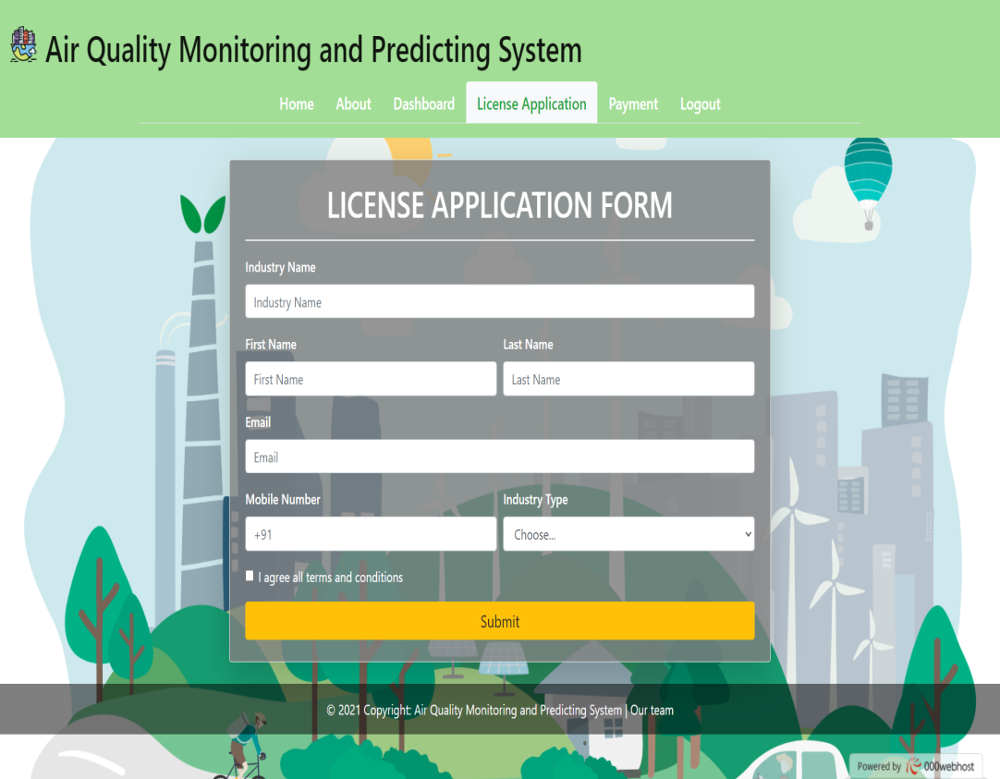 Air Quality Monitoring and Predicting System
Home About Dashboard License Application Payment Logout
LICENSE APPLICATION FORM
Industry Name
Industry Name
First Name Last Name
First Name Last Name
Email
Email
Mobile Number Industry Type
+91 Choose...
I agree all terms and conditions
Submit
© 2021 Copyright: Air Quality Monitoring and Predicting System | Our team
Powered by 000webhost